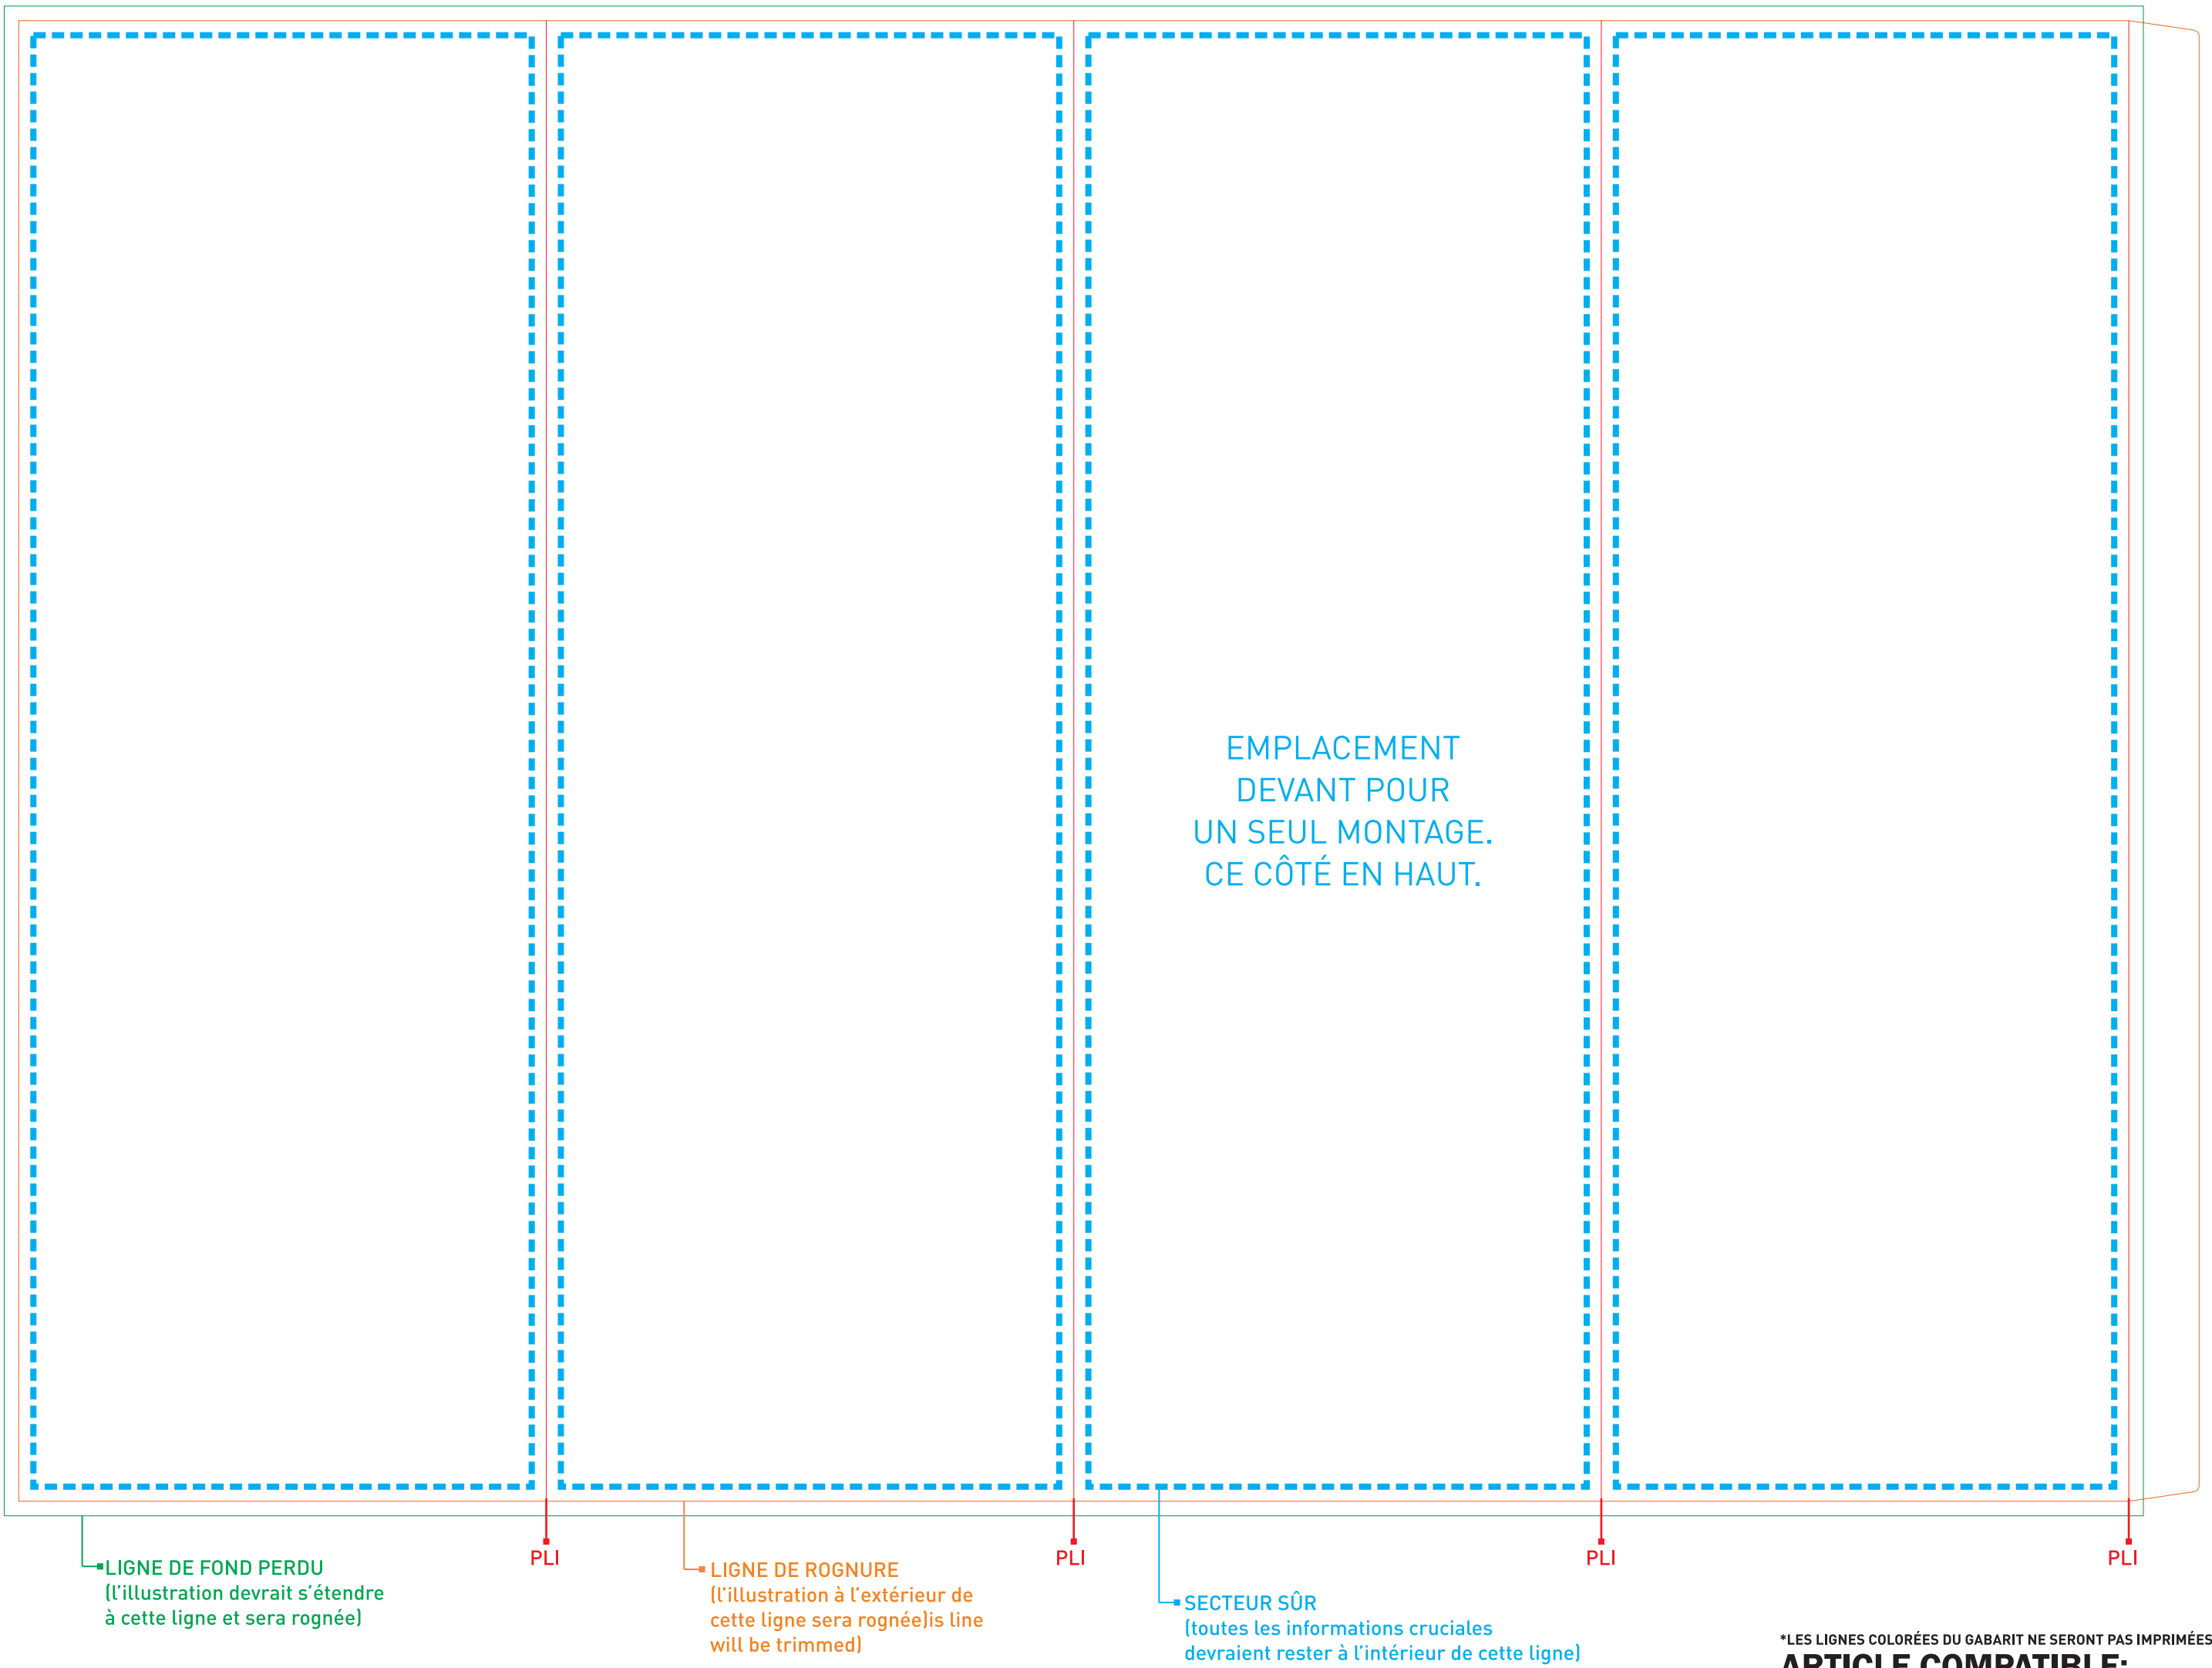 EMPLACEMENT
DEVANT POUR
UN SEUL MONTAGE.
CE CÔTÉ EN HAUT.
PLI
PLI
PLI
PLI
LIGNE DE FOND PERDU
(l'illustration devrait s'étendre
à cette ligne et sera rognée)
LIGNE DE ROGNURE
(l'illustration à l'extérieur de
cette ligne sera rognée)is line
will be trimmed)
SECTEUR SÛR
(toutes les informations cruciales
devraient rester à l'intérieur de cette ligne)
*LES LIGNES COLORÉES DU GABARIT NE SERONT PAS IMPRIMÉES
ARTICLE COMPATIBLE: